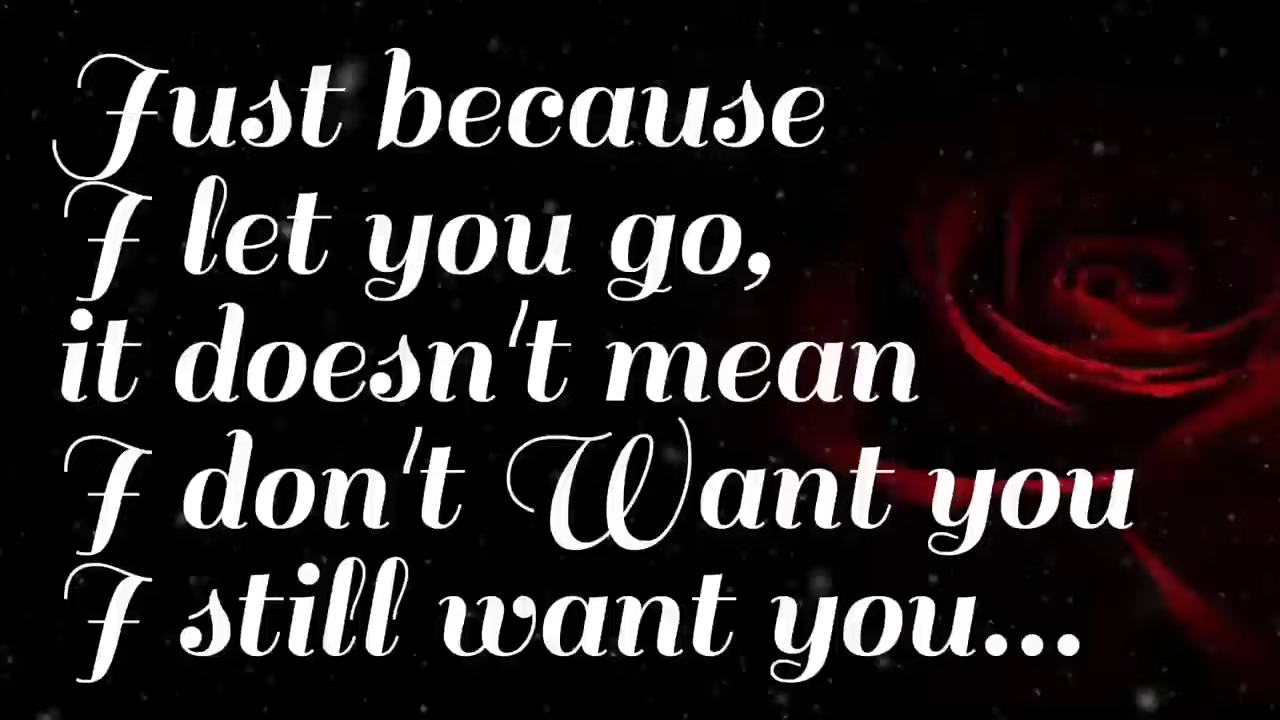 Just because
I let you go,
it doesn't mean
I don't Want you
I still want you...